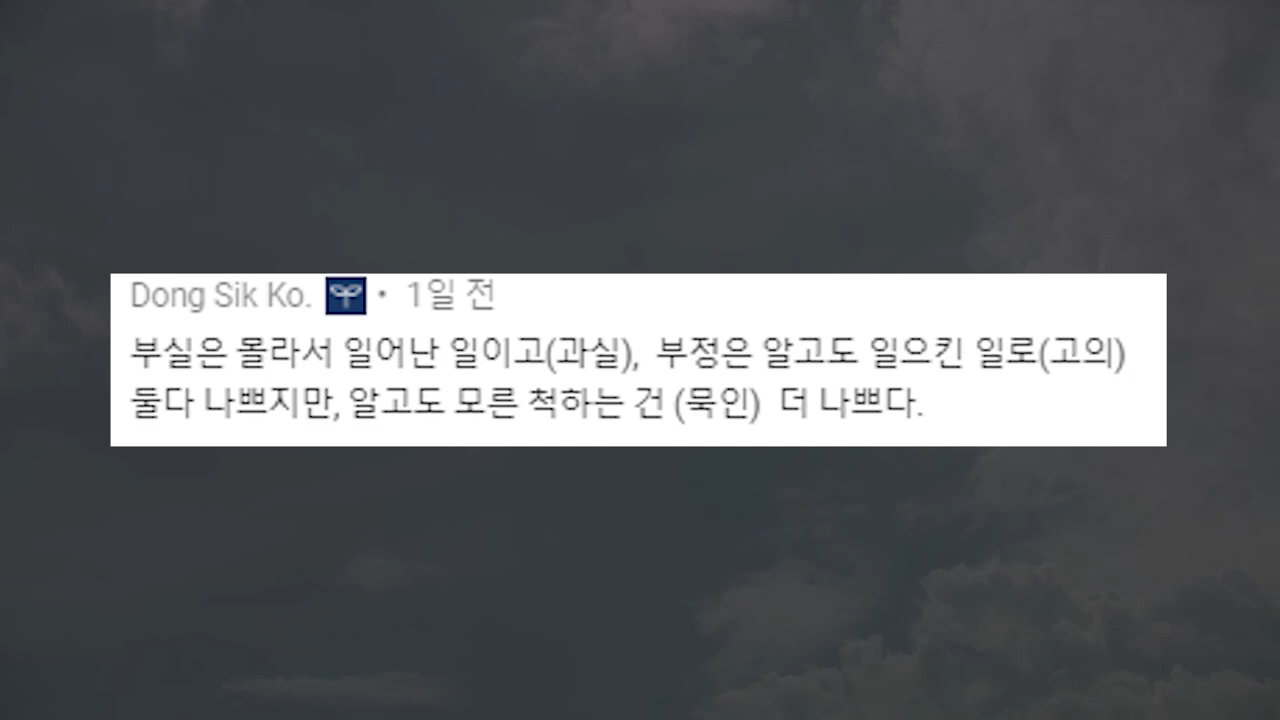 Dong Sik Ko. • 1일 전
부실은 몰라서 일어난 일이고(과실), 부정은 알고도 일으킨 일로(고의)
둘다 나쁘지만, 알고도 모른 척하는 건 (묵인) 더 나쁘다.